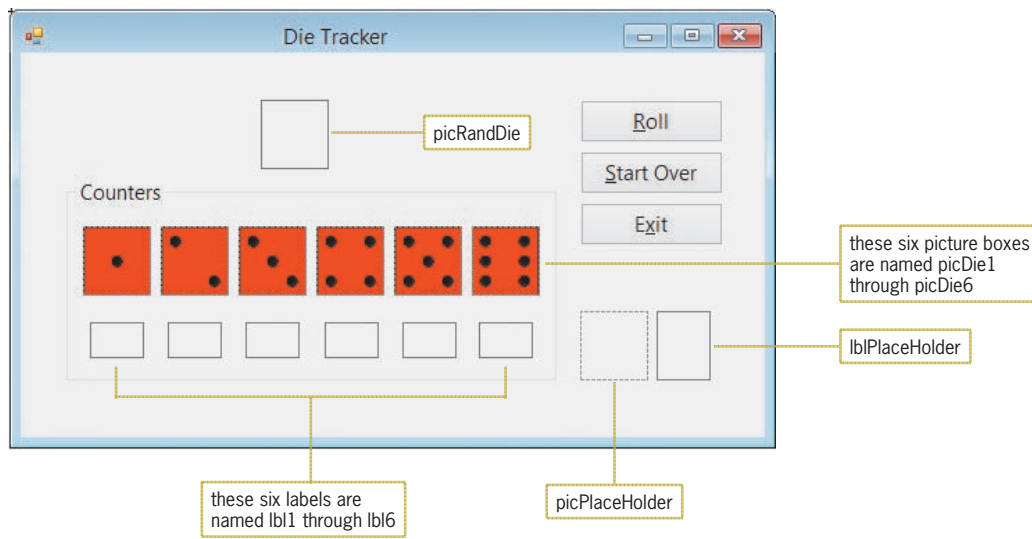 Die Tracker
picRandDie
Roll
Start Over
Exit
Counters
these six picture boxes
are named picDie1
through picDie6
lblPlaceHolder
these six labels are
named lbl1 through lbl6
picPlaceHolder